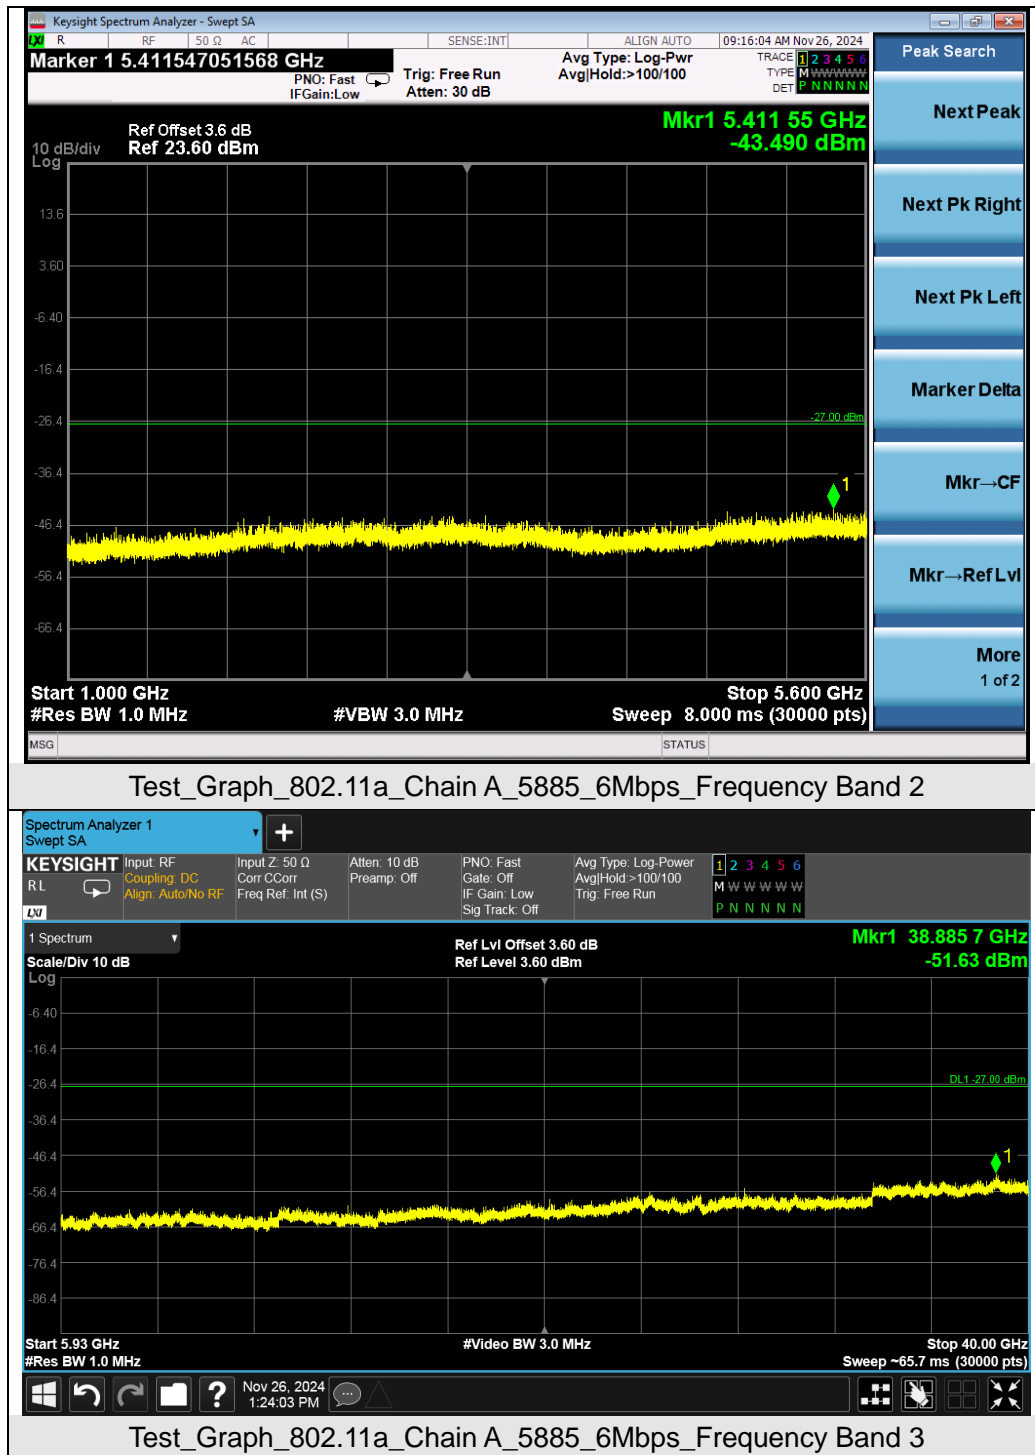 Keysight Spectrum Analyzer - Swept SA
LXI R RF 50 Ω AC SENSE:INT ALIGN AUTO 09:16:04 AM Nov 26, 2024
Marker 1 5.411547051568 GHz
PNO: Fast
IFGain:Low
Trig: Free Run
Atten: 30 dB
Avg Type: Log-Pwr
Avg|Hold:>100/100
TRACE 1 2 3 4 5 6
TYPE M W W W W W
DET P N N N N N
Peak Search
Next Peak
Next Pk Right
Next Pk Left
Marker Delta
Mkr→CF
Mkr→Ref Lvl
More
1 of 2
Mkr1 5.411 55 GHz
-43.490 dBm
Ref Offset 3.6 dB
10 dB/div Ref 23.60 dBm
Log
13.6
3.60
-6.40
-16.4
-26.4
-27.00 dBm
-36.4
1
-46.4
-56.4
-66.4
Start 1.000 GHz Stop 5.600 GHz
#Res BW 1.0 MHz #VBW 3.0 MHz Sweep 8.000 ms (30000 pts)
MSG STATUS
Test_Graph_802.11a_Chain A_5885_6Mbps_Frequency Band 2
Spectrum Analyzer 1
Swept SA
+
KEYSIGHT
R L
LXI
Input: RF
Coupling: DC
Align: Auto/No RF
Input Z: 50 Ω
Corr CCorr
Freq Ref: Int (S)
Atten: 10 dB
Preamp: Off
PNO: Fast
Gate: Off
IF Gain: Low
Sig Track: Off
Avg Type: Log-Power
Avg|Hold:>100/100
Trig: Free Run
1 2 3 4 5 6
M W W W W W
P N N N N N
1 Spectrum
Scale/Div 10 dB
Log
Ref Lvl Offset 3.60 dB
Ref Level 3.60 dBm
Mkr1 38.885 7 GHz
-51.63 dBm
-6.40
-16.4
-26.4
DL1 -27.00 dBm
-36.4
-46.4
1
-56.4
-66.4
-76.4
-86.4
Start 5.93 GHz #Video BW 3.0 MHz Stop 40.00 GHz
#Res BW 1.0 MHz Sweep ~65.7 ms (30000 pts)
? Nov 26, 2024
1:24:03 PM
Test_Graph_802.11a_Chain A_5885_6Mbps_Frequency Band 3